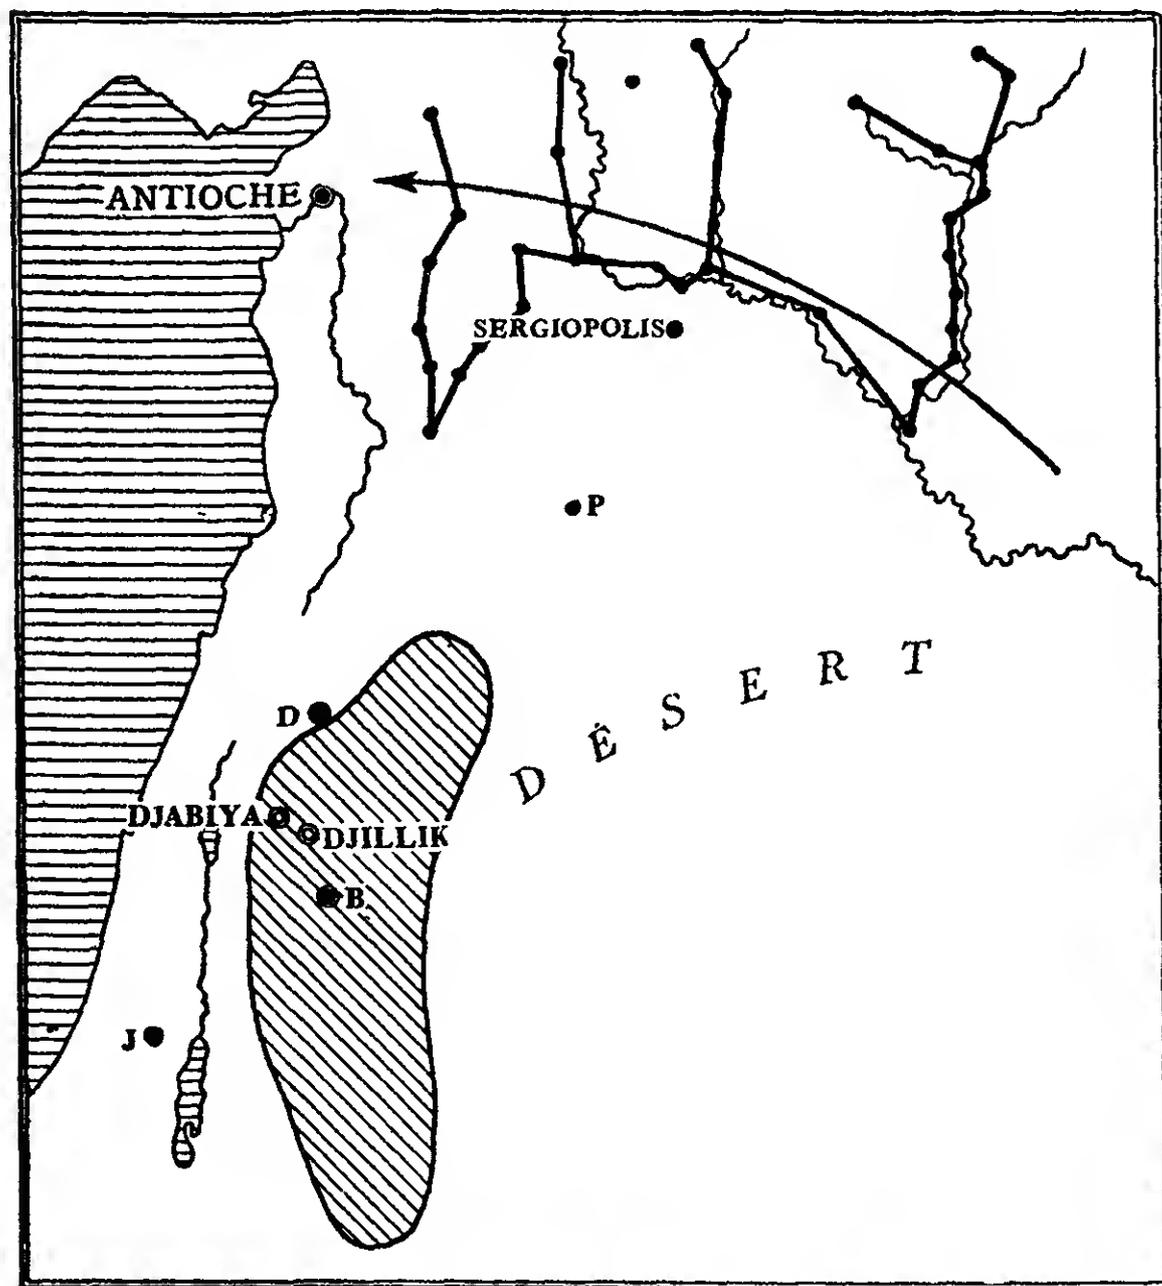 ANTIOCHE
SERGIOPOLIS
P
DÉSERT
D
DJABIYA
DJILLIK
B
J